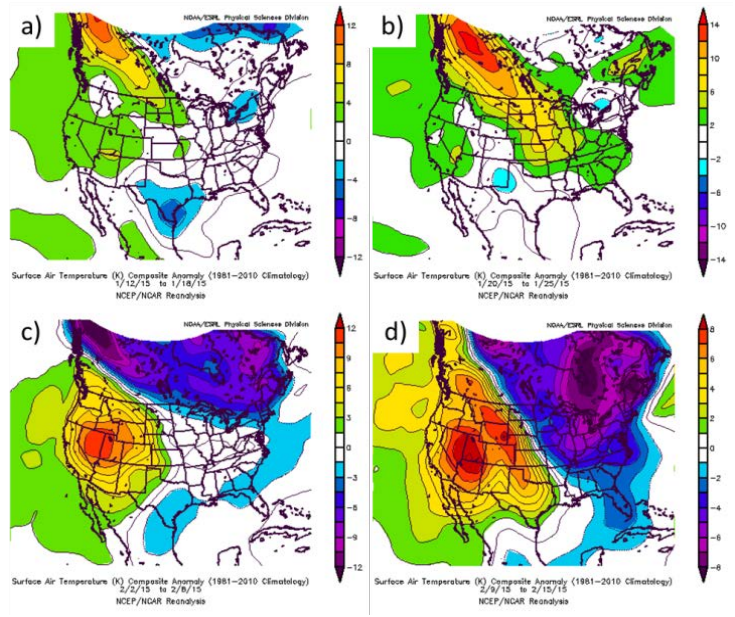 a)
NOAA/ESRL Physical Sciences Division
12
8
4
0
-4
-8
-12
Surface Air Temperature (K) Composite Anomaly (1981-2010 Climatology)
1/12/15 to 1/18/15
NCEP/NCAR Reanalysis
b)
NOAA/ESRL Physical Sciences Division
14
10
6
2
-2
-6
-10
-14
Surface Air Temperature (K) Composite Anomaly (1981-2010 Climatology)
1/20/15 to 1/25/15
NCEP/NCAR Reanalysis
c)
NOAA/ESRL Physical Sciences Division
12
9
6
3
0
-3
-6
-9
-12
Surface Air Temperature (K) Composite Anomaly (1981-2010 Climatology)
2/2/15 to 2/8/15
NCEP/NCAR Reanalysis
d)
NOAA/ESRL Physical Sciences Division
8
6
4
2
0
-2
-4
-6
-8
Surface Air Temperature (K) Composite Anomaly (1981-2010 Climatology)
2/9/15 to 2/15/15
NCEP/NCAR Reanalysis